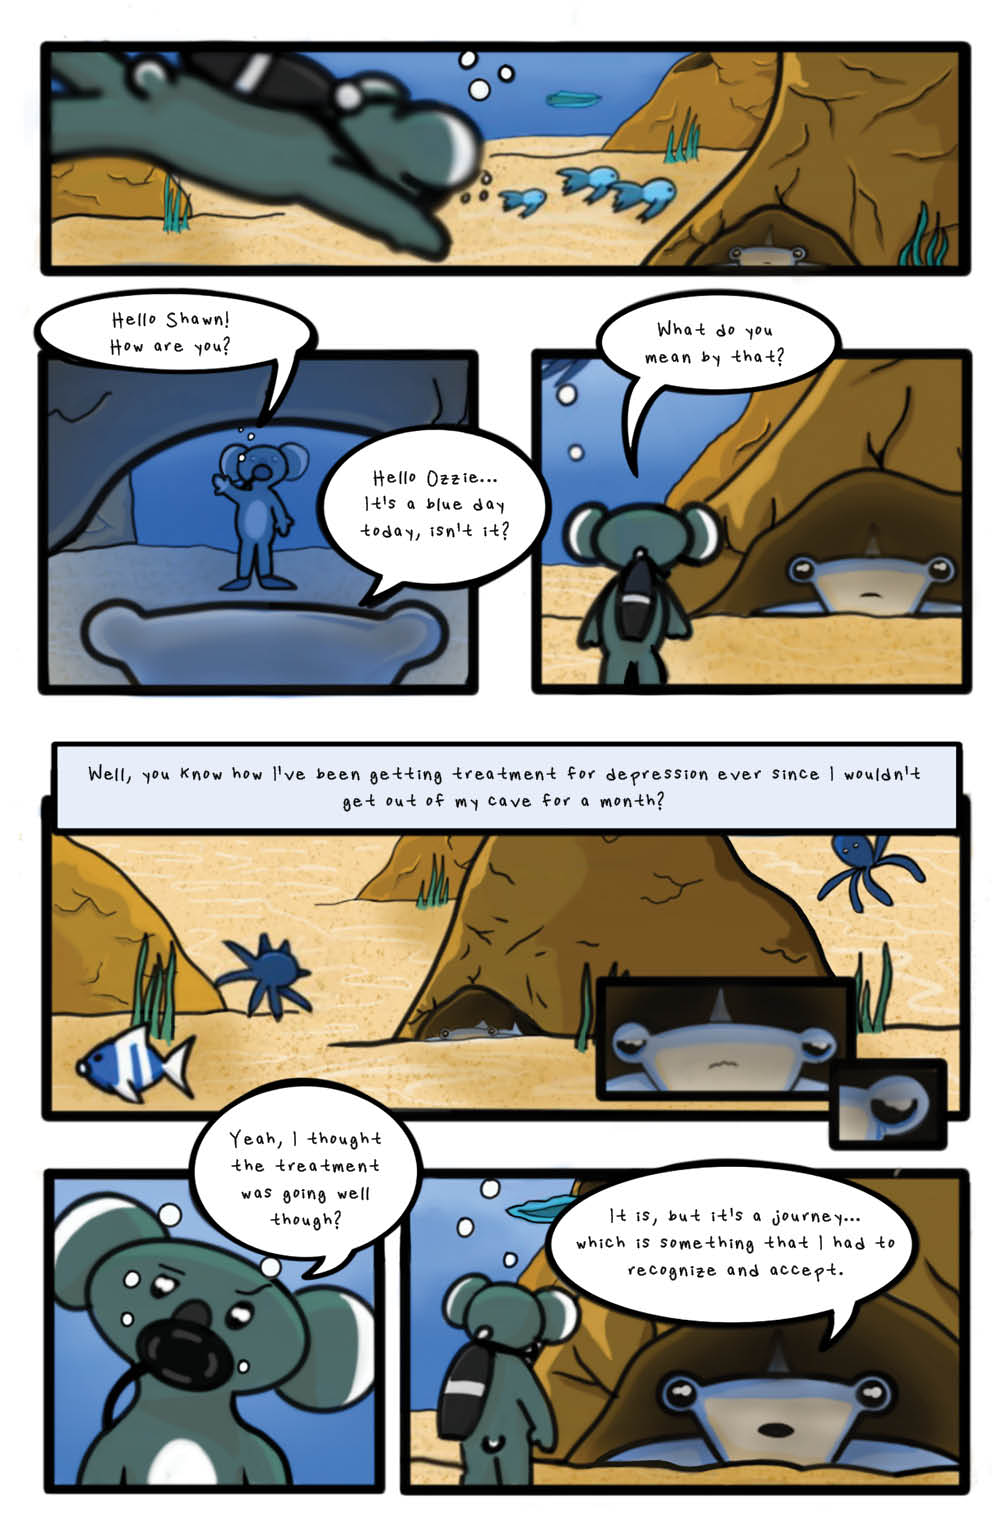 Hello Shawn!
How are you?
Hello Ozzie...
It's a blue day
today, isn't it?
What do you
mean by that?
Well, you know how I've been getting treatment for depression ever since I wouldn't
get out of my cave for a month?
Yeah, I thought
the treatment
was going well
though?
It is, but it's a journey...
which is something that I had to
recognize and accept.